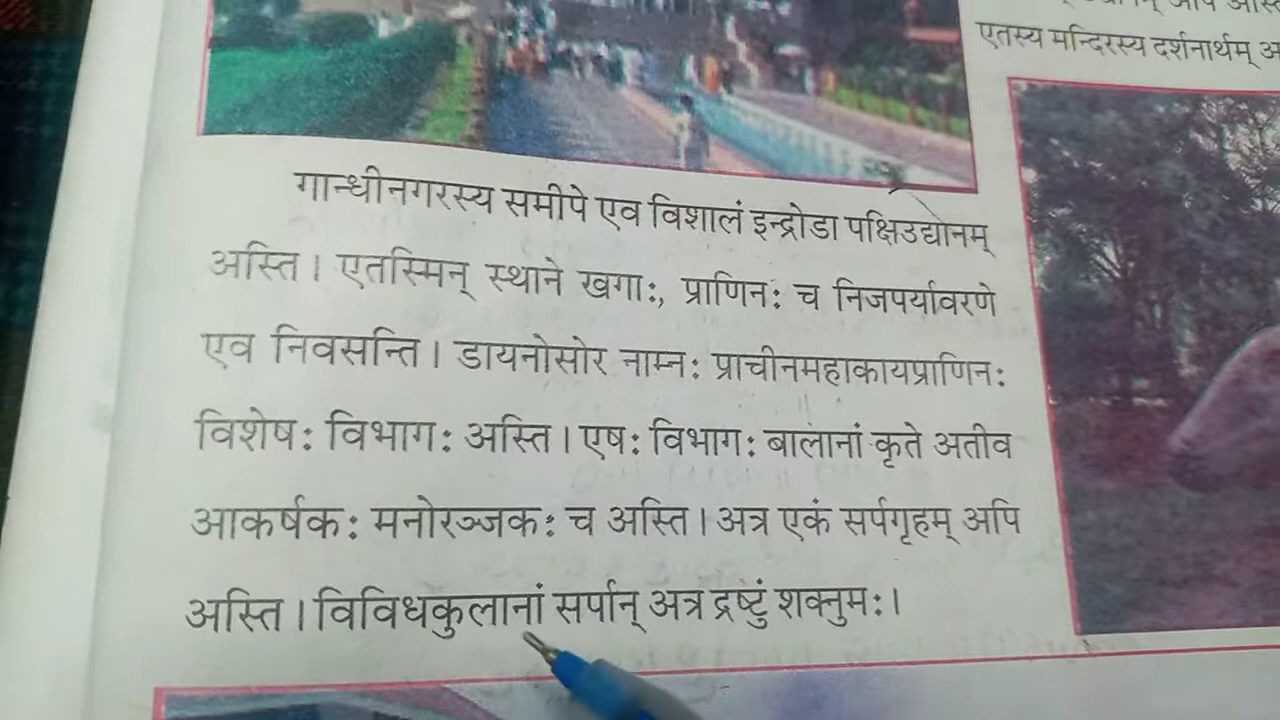 गान्धीनगरस्य समीपे एव विशालं इन्द्रोडा पक्षिउद्योनम्
अस्ति । एतस्मिन् स्थाने खगाः, प्राणिनः च निजपर्यावरणे
एव निवसन्ति । डायनोसोर नाम्नः प्राचीनमहाकायप्राणिनः
विशेषः विभागः अस्ति । एषः विभागः बालानां कृते अतीव
आकर्षकः मनोरञ्जकः च अस्ति । अत्र एकं सर्पगृहम् अपि
अस्ति । विविधकुलानां सर्पान् अत्र द्रष्टुं शक्नुमः ।
एतस्य मन्दिरस्य दर्शनार्थम्